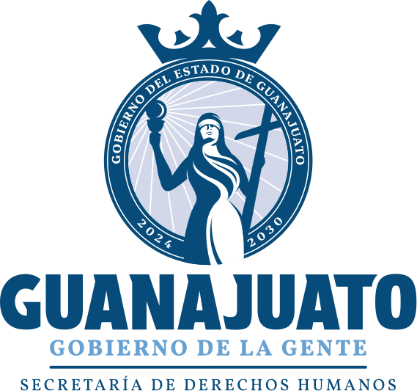 GOBIERNO DEL ESTADO DE GUANAJUATO
2024 2030
GUANAJUATO
GOBIERNO DE LA GENTE
SECRETARÍA DE DERECHOS HUMANOS